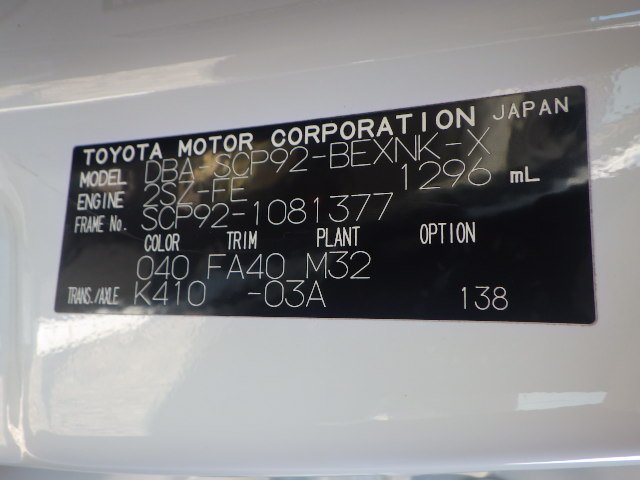 TOYOTA MOTOR CORPORATION JAPAN
MODEL DBA-SCP92-BEXNK-X
ENGINE 2SZ-FE 1296 mL
FRAME No. SCP92-1081377
COLOR TRIM PLANT OPTION
040 FA40 M32
TRANS./AXLE K410 -03A 138